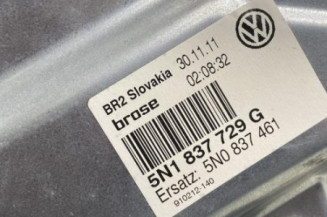 BR2 Slovakia 30.11.11
brose 02:08:32
5N1 837 729 G
Ersatz: 5N0 837 461
910212-140